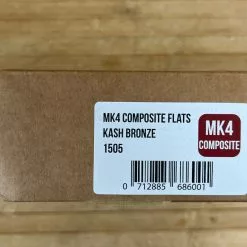 MK4 COMPOSITE FLATS
KASH BRONZE
1505
MK4
COMPOSITE
0 712885 686001